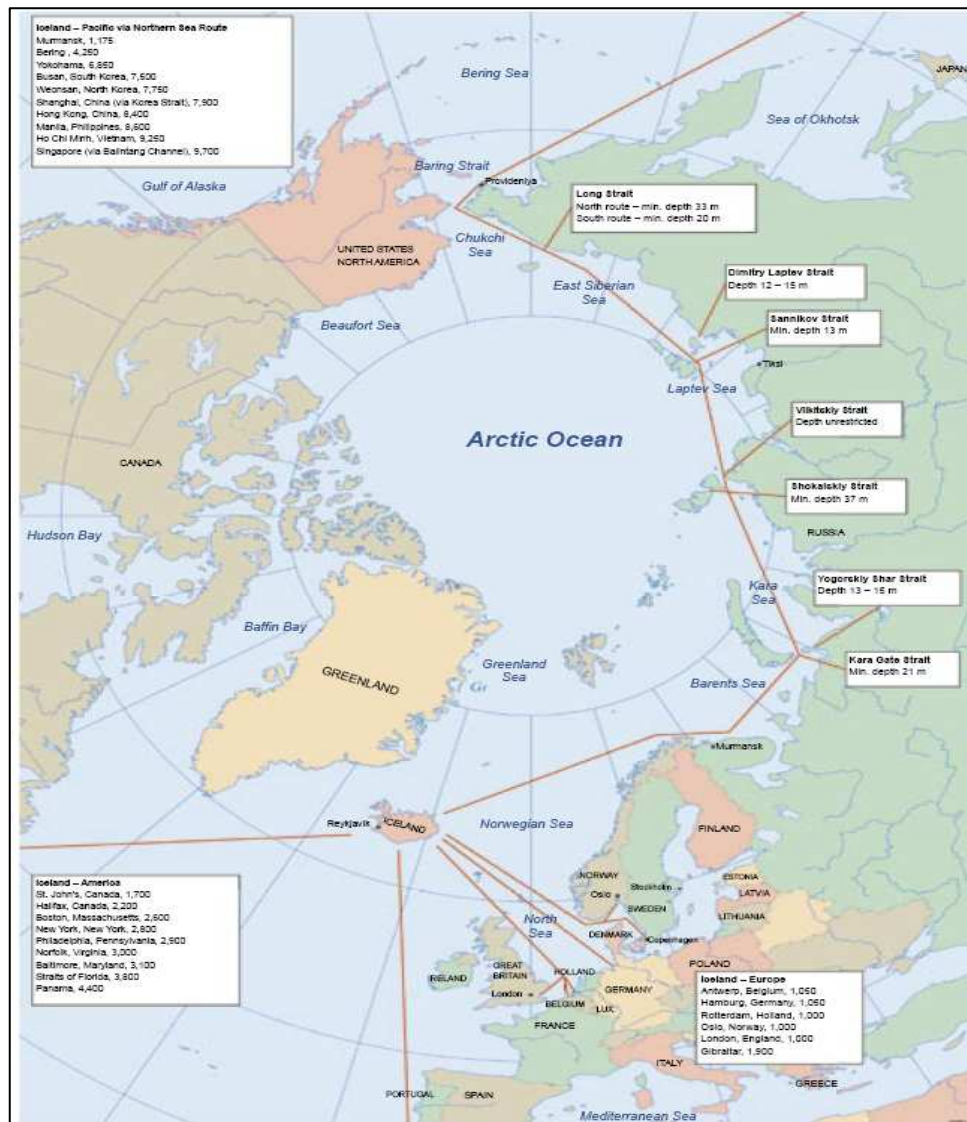 Iceland – Pacific via Northern Sea Route
Murmansk, 1,175
Bering , 4,250
Yokohama, 6,850
Busan, South Korea, 7,500
Weonsan, North Korea, 7,750
Shanghai, China (via Korea Strait), 7,900
Hong Kong, China, 8,400
Manila, Philippines, 8,600
Ho Chi Minh, Vietnam, 9,250
Singapore (via Balintang Channel), 9,700
Bering Sea
JAPAN
Sea of Okhotsk
Baring Strait
Provideniya
Gulf of Alaska
Long Strait
North route – min. depth 33 m
South route – min. depth 20 m
Chukchi
Sea
UNITED STATES
NORTH AMERICA
East Siberian
Sea
Dimitry Laptev Strait
Depth 12 – 15 m
Beaufort Sea
Sannikov Strait
Min. depth 13 m
Tiksi
Laptev Sea
Vilkitskiy Strait
Depth unrestricted
Arctic Ocean
CANADA
Shokalskiy Strait
Min. depth 37 m
Hudson Bay
RUSSIA
Yogorskiy Shar Strait
Depth 13 – 15 m
Kara
Sea
Baffin Bay
Kara Gate Strait
Min. depth 21 m
Greenland
Sea
GREENLAND
Gr
Barents Sea
Murmansk
Reykjavik
ICELAND
Norwegian Sea
FINLAND
Iceland – America
St. John's, Canada, 1,700
Halifax, Canada, 2,200
Boston, Massachusetts, 2,600
New York, New York, 2,800
Philadelphia, Pennsylvania, 2,900
Norfolk, Virginia, 3,000
Baltimore, Maryland, 3,100
Straits of Florida, 3,800
Panama, 4,400
NORWAY
Oslo
Stockholm
SWEDEN
ESTONIA
LATVIA
LITHUANIA
North
Sea
DENMARK
Copenhagen
IRELAND
GREAT
BRITAIN
London
HOLLAND
BELGIUM
GERMANY
LUX
POLAND
FRANCE
Iceland – Europe
Antwerp, Belgium, 1,050
Hamburg, Germany, 1,050
Rotterdam, Holland, 1,000
Oslo, Norway, 1,000
London, England, 1,000
Gibraltar, 1,900
ITALY
GREECE
PORTUGAL
SPAIN
Mediterranean Sea